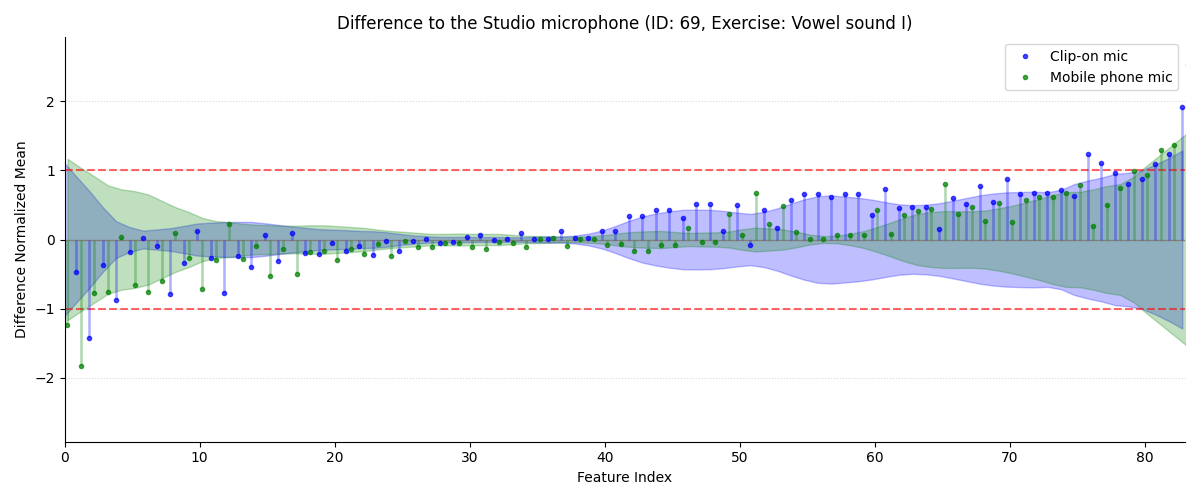 Difference to the Studio microphone (ID: 69, Exercise: Vowel sound I)
Clip-on mic
Mobile phone mic
Difference Normalized Mean
2
1
0
−1
−2
0 10 20 30 40 50 60 70 80
Feature Index